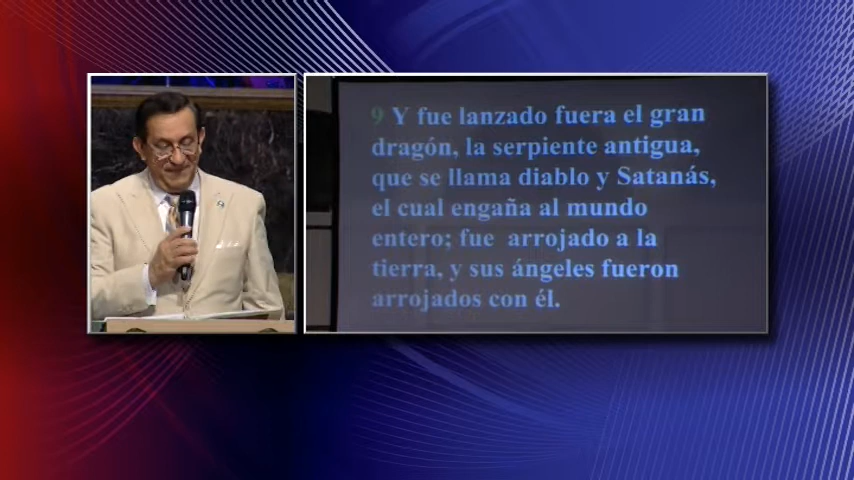 9 Y fue lanzado fuera el gran
dragón, la serpiente antigua,
que se llama diablo y Satanás,
el cual engaña al mundo
entero; fue arrojado a la
tierra, y sus ángeles fueron
arrojados con él.